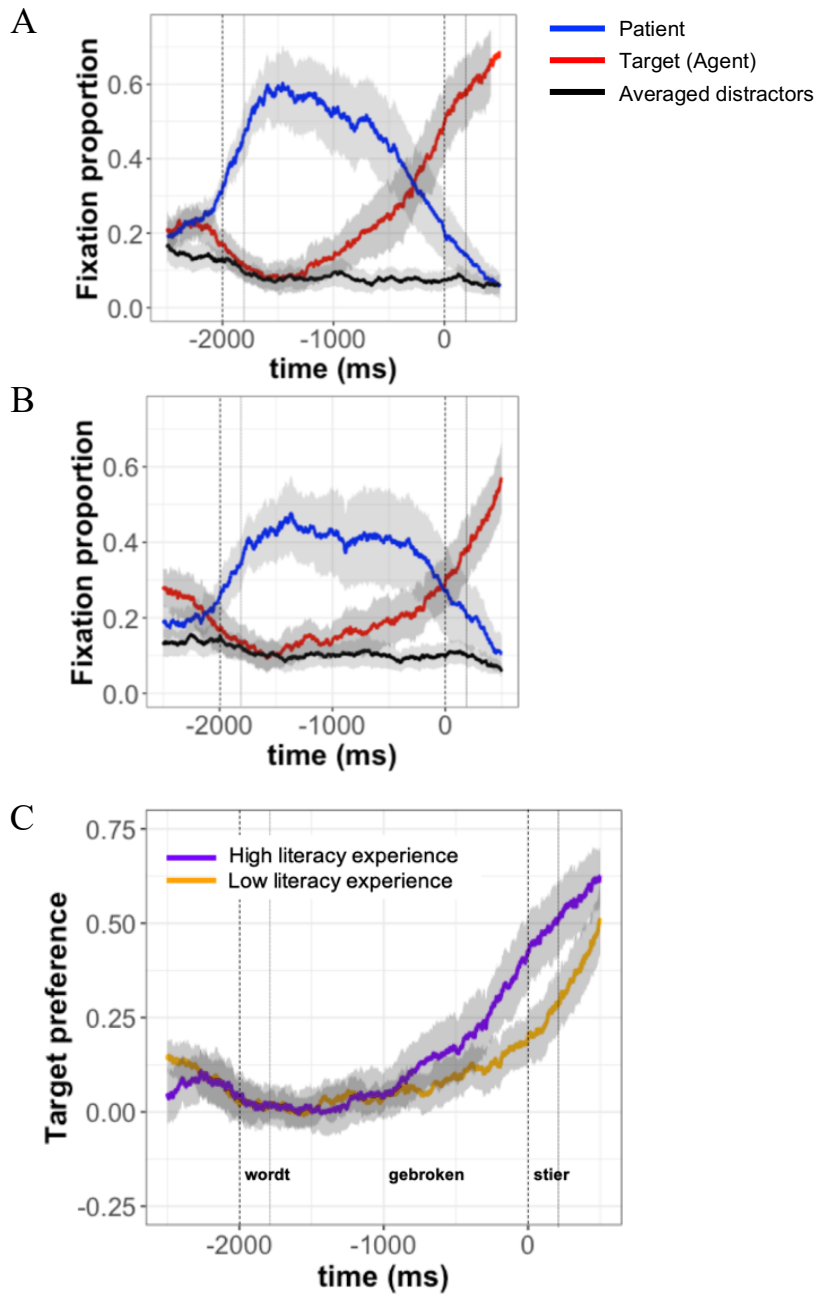 A
Patient
Target (Agent)
Averaged distractors
0.6
0.4
0.2
0.0
Fixation proportion
-2000 -1000 0
time (ms)
B
0.6
0.4
0.2
0.0
Fixation proportion
-2000 -1000 0
time (ms)
C
0.75
0.50
0.25
0.00
-0.25
Target preference
High literacy experience
Low literacy experience
wordt gebroken stier
-2000 -1000 0
time (ms)